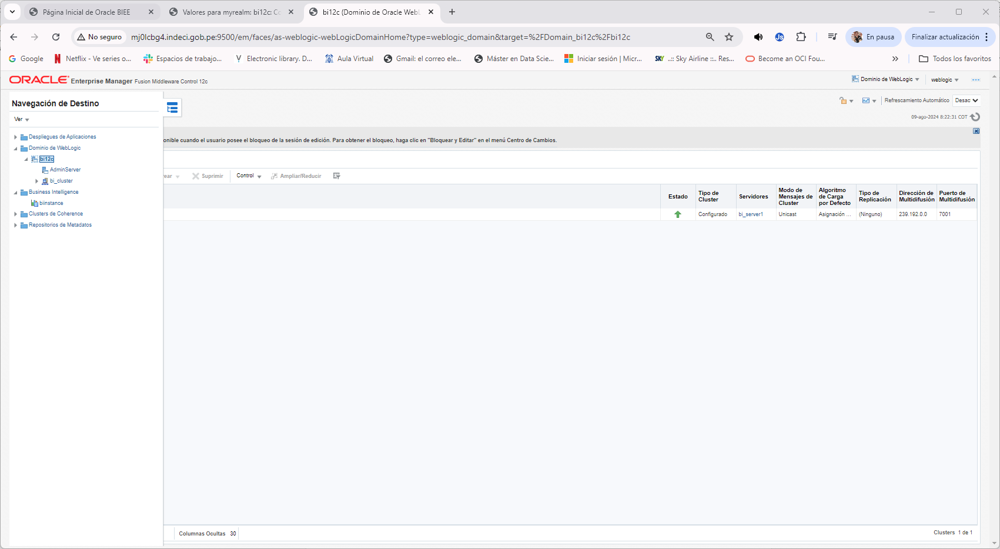 Página Inicial de Oracle BIEE
Valores para myrealm: bi12c: Co
bi12c (Dominio de Oracle WebL
No seguro
mj0lcbg4.indeci.gob.pe:9500/em/faces/as-weblogic-webLogicDomainHome?type=weblogic_domain&target=%2FDomain_bi12c%2Fbi12c
En pausa
Finalizar actualización
Google
Netflix - Ve series o...
Espacios de trabajo...
Electronic library. D...
Aula Virtual
Gmail: el correo ele...
Máster en Data Scie...
Iniciar sesión | Micr...
SKY ..:: Sky Airline ::.. Res...
Become an OCI Fou...
Todos los favoritos
ORACLE Enterprise Manager Fusion Middleware Control 12c
Dominio de WebLogic
weblogic
Navegación de Destino
Ver
Refrescamiento Automático
Desac
09-ago-2024 8:22:31 COT
onible cuando el usuario posee el bloqueo de la sesión de edición. Para obtener el bloqueo, haga clic en "Bloquear y Editar" en el menú Centro de Cambios.
Despliegues de Aplicaciones
Dominio de WebLogic
bi12c
AdminServer
bi_cluster
Business Intelligence
biinstance
Clusters de Coherence
Repositorios de Metadatos
ear
Suprimir
Control
Ampliar/Reducir
Estado
Tipo de Cluster
Servidores
Modo de Mensajes de Cluster
Algoritmo de Carga por Defecto
Tipo de Replicación
Dirección de Multidifusión
Puerto de Multidifusión
Configurado
bi_server1
Unicast
Asignación ...
(Ninguno)
239.192.0.0
7001
Columnas Ocultas 30
Clusters 1 de 1